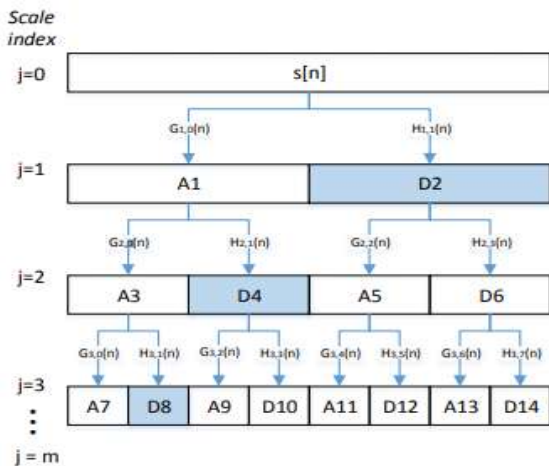 Scale
index
j=0
s[n]
G1,0(n)
H1,1(n)
j=1
A1
D2
G2,0(n)
H2,1(n)
G2,2(n)
H2,3(n)
j=2
A3
D4
A5
D6
G3,0(n)
H3,1(n)
G3,2(n)
H3,3(n)
G3,4(n)
H3,5(n)
G3,6(n)
H3,7(n)
j=3
A7
D8
A9
D10
A11
D12
A13
D14
j = m